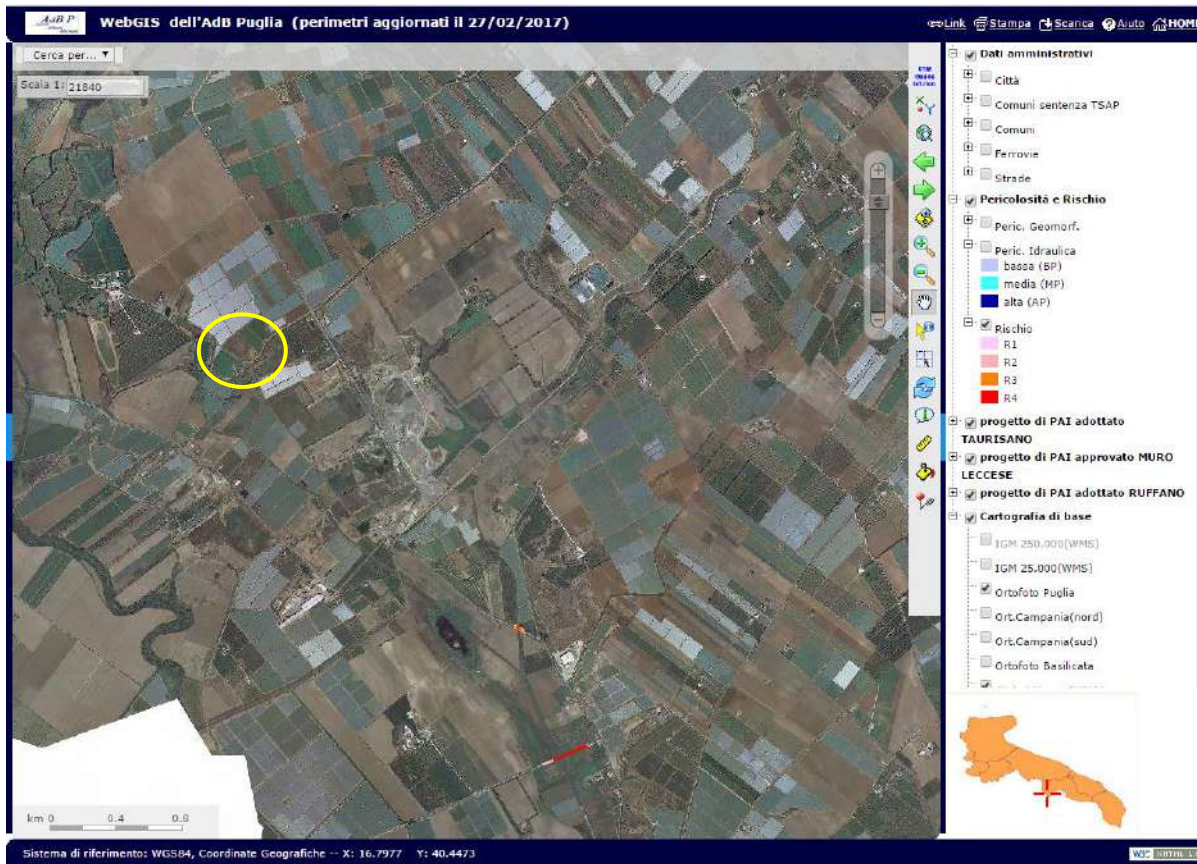 AdB P
WebGIS dell'AdB Puglia (perimetri aggiornati il 27/02/2017)
Link Stampa Scarica Aiuto HOME
Cerca per...
Scala 1: 21840
Dati amministrativi
Città
Comuni sentenza TSAP
Comuni
Ferrovie
Strade
Pericolosità e Rischio
Peric. Geomorf.
Peric. Idraulica
bassa (BP)
media (MP)
alta (AP)
Rischio
R1
R2
R3
R4
progetto di PAI adottato
TAURISANO
progetto di PAI approvato MURO
LECCESE
progetto di PAI adottato RUFFANO
Cartografia di base
IGM 250.000(WMS)
IGM 25.000(WMS)
Ortofoto Puglia
Ort.Campania(nord)
Ort.Campania(sud)
Ortofoto Basilicata
km 0 0.4 0.8
Sistema di riferimento: WGS84, Coordinate Geografiche -- X: 16.7977 Y: 40.4473
W3C